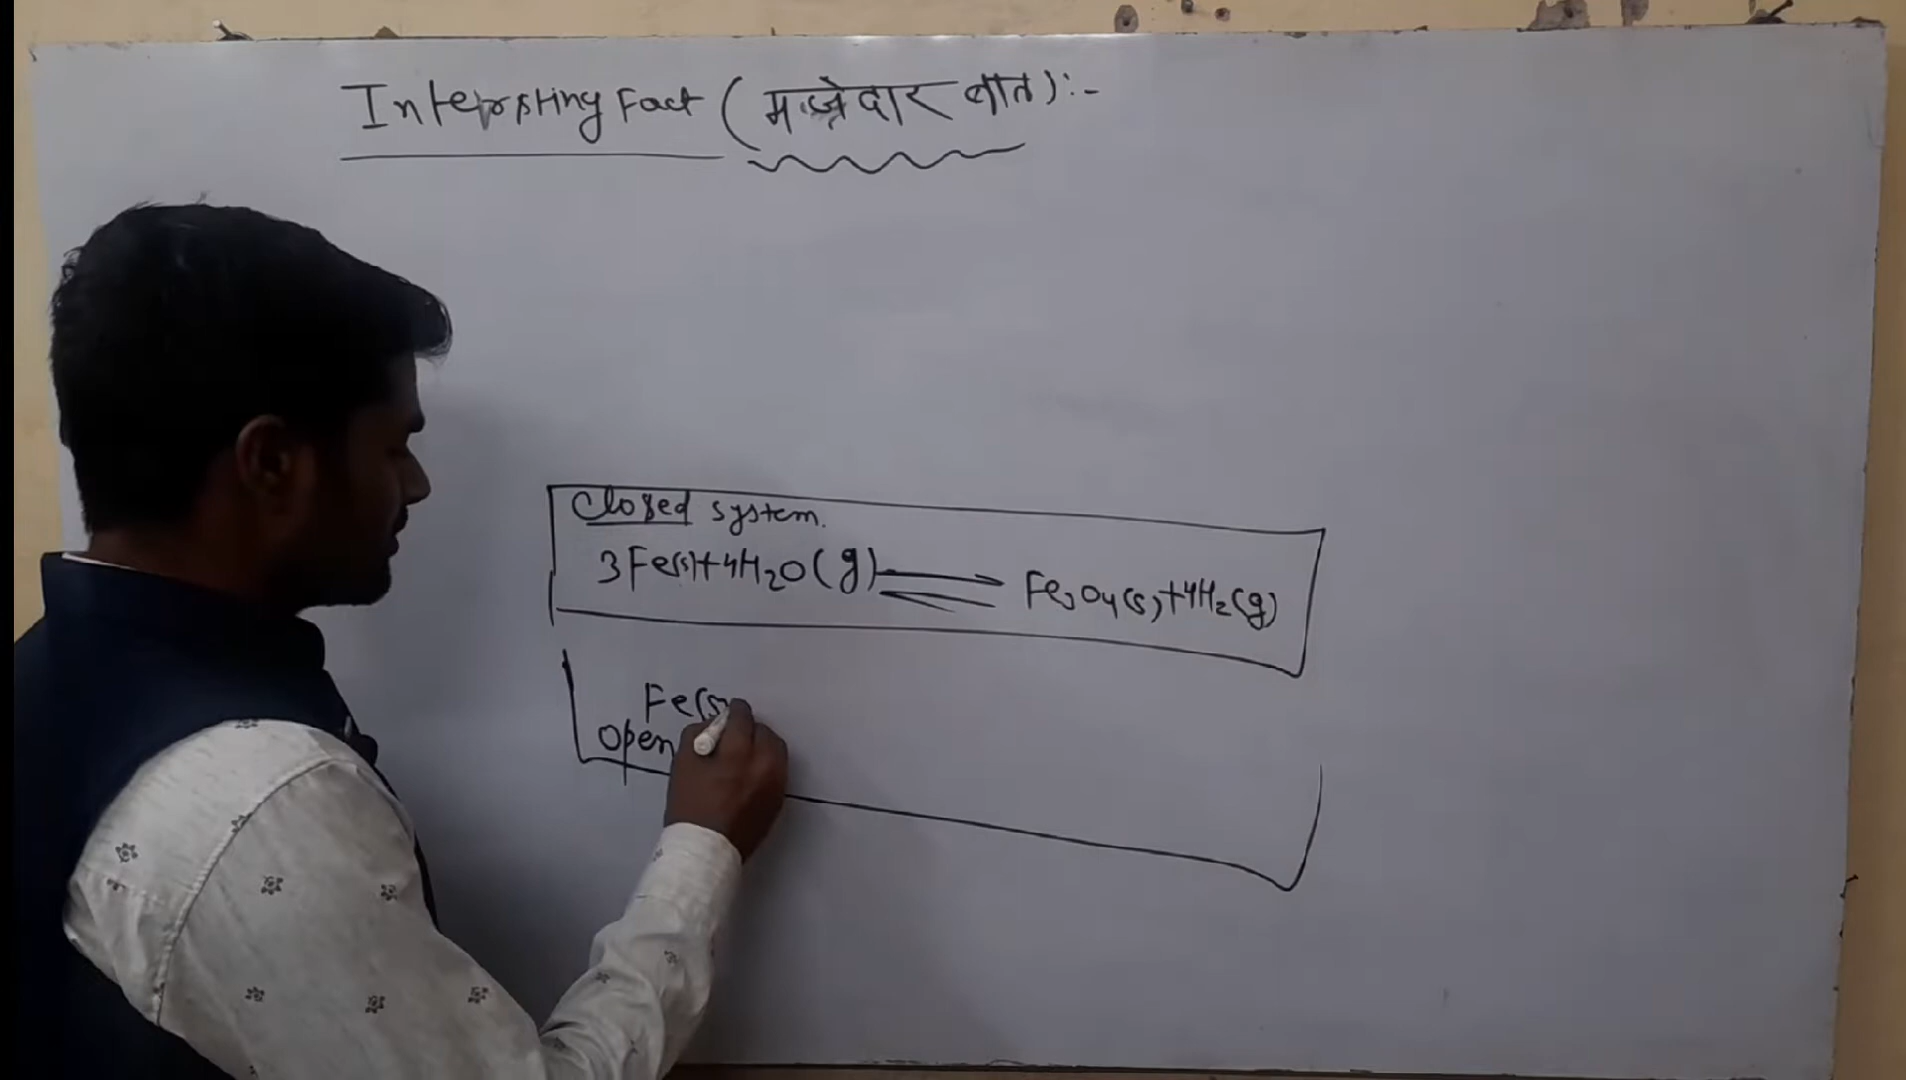 Interesting Fact (मज़ेदार बात):-
Closed system.
3Fe(s)+4H₂O(g) ⇌ Fe₃O₄(s)+4H₂(g)
Fe(s)
open